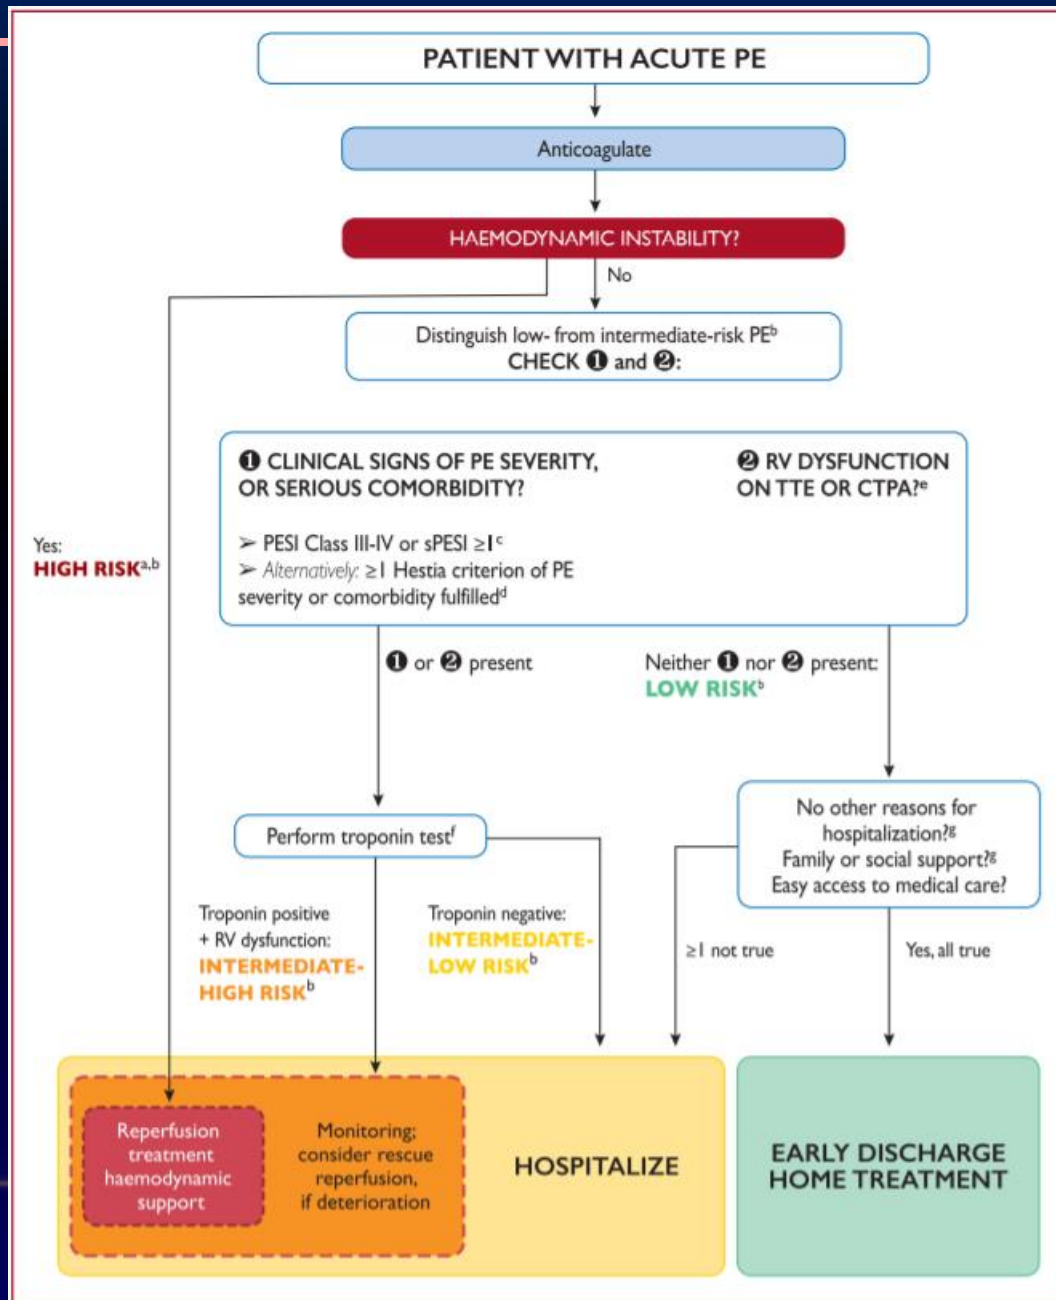 PATIENT WITH ACUTE PE
Anticoagulate
HAEMODYNAMIC INSTABILITY?
No
Distinguish low- from intermediate-risk PEᵇ
CHECK ❶ and ❷:
❶ CLINICAL SIGNS OF PE SEVERITY,
OR SERIOUS COMORBIDITY?
➢ PESI Class III-IV or sPESI ≥1ᶜ
➢ Alternatively: ≥1 Hestia criterion of PE
severity or comorbidity fulfilledᵈ
❷ RV DYSFUNCTION
ON TTE OR CTPA?ᵉ
Yes:
HIGH RISKᵃ,ᵇ
❶ or ❷ present
Neither ❶ nor ❷ present:
LOW RISKᵇ
Perform troponin testᶠ
No other reasons for
hospitalization?ᵍ
Family or social support?ᵍ
Easy access to medical care?
Troponin positive
+ RV dysfunction:
INTERMEDIATE-
HIGH RISKᵇ
Troponin negative:
INTERMEDIATE-
LOW RISKᵇ
≥1 not true
Yes, all true
Reperfusion
treatment
haemodynamic
support
Monitoring;
consider rescue
reperfusion,
if deterioration
HOSPITALIZE
EARLY DISCHARGE
HOME TREATMENT